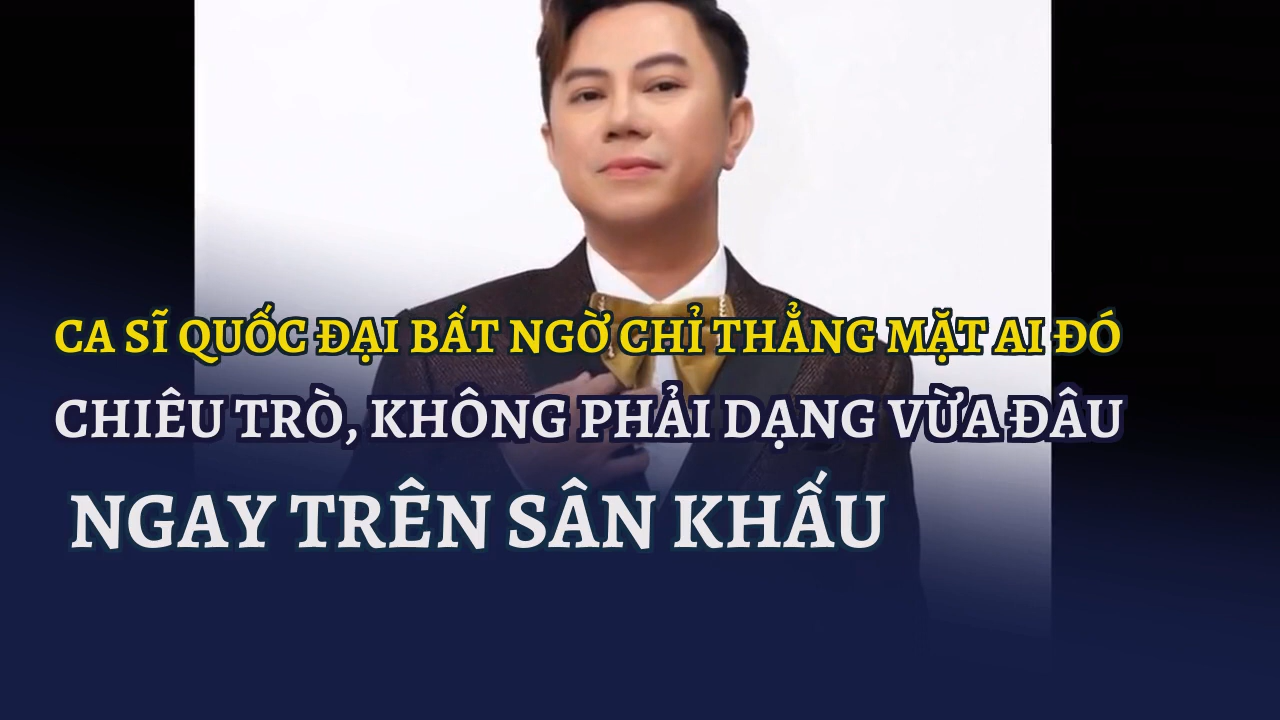 CA SĨ QUỐC ĐẠI BẤT NGỜ CHỈ THẲNG MẶT AI ĐÓ
CHIÊU TRÒ, KHÔNG PHẢI DẠNG VỪA ĐÂU
NGAY TRÊN SÂN KHẤU